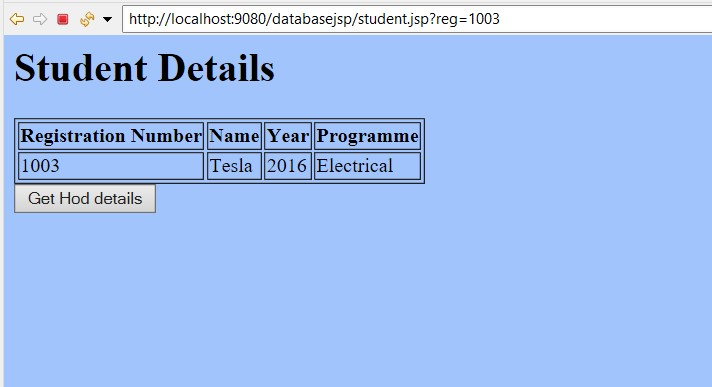 http://localhost:9080/databasejsp/student.jsp?reg=1003
Student Details
Registration Number Name Year Programme
1003 Tesla 2016 Electrical
Get Hod details